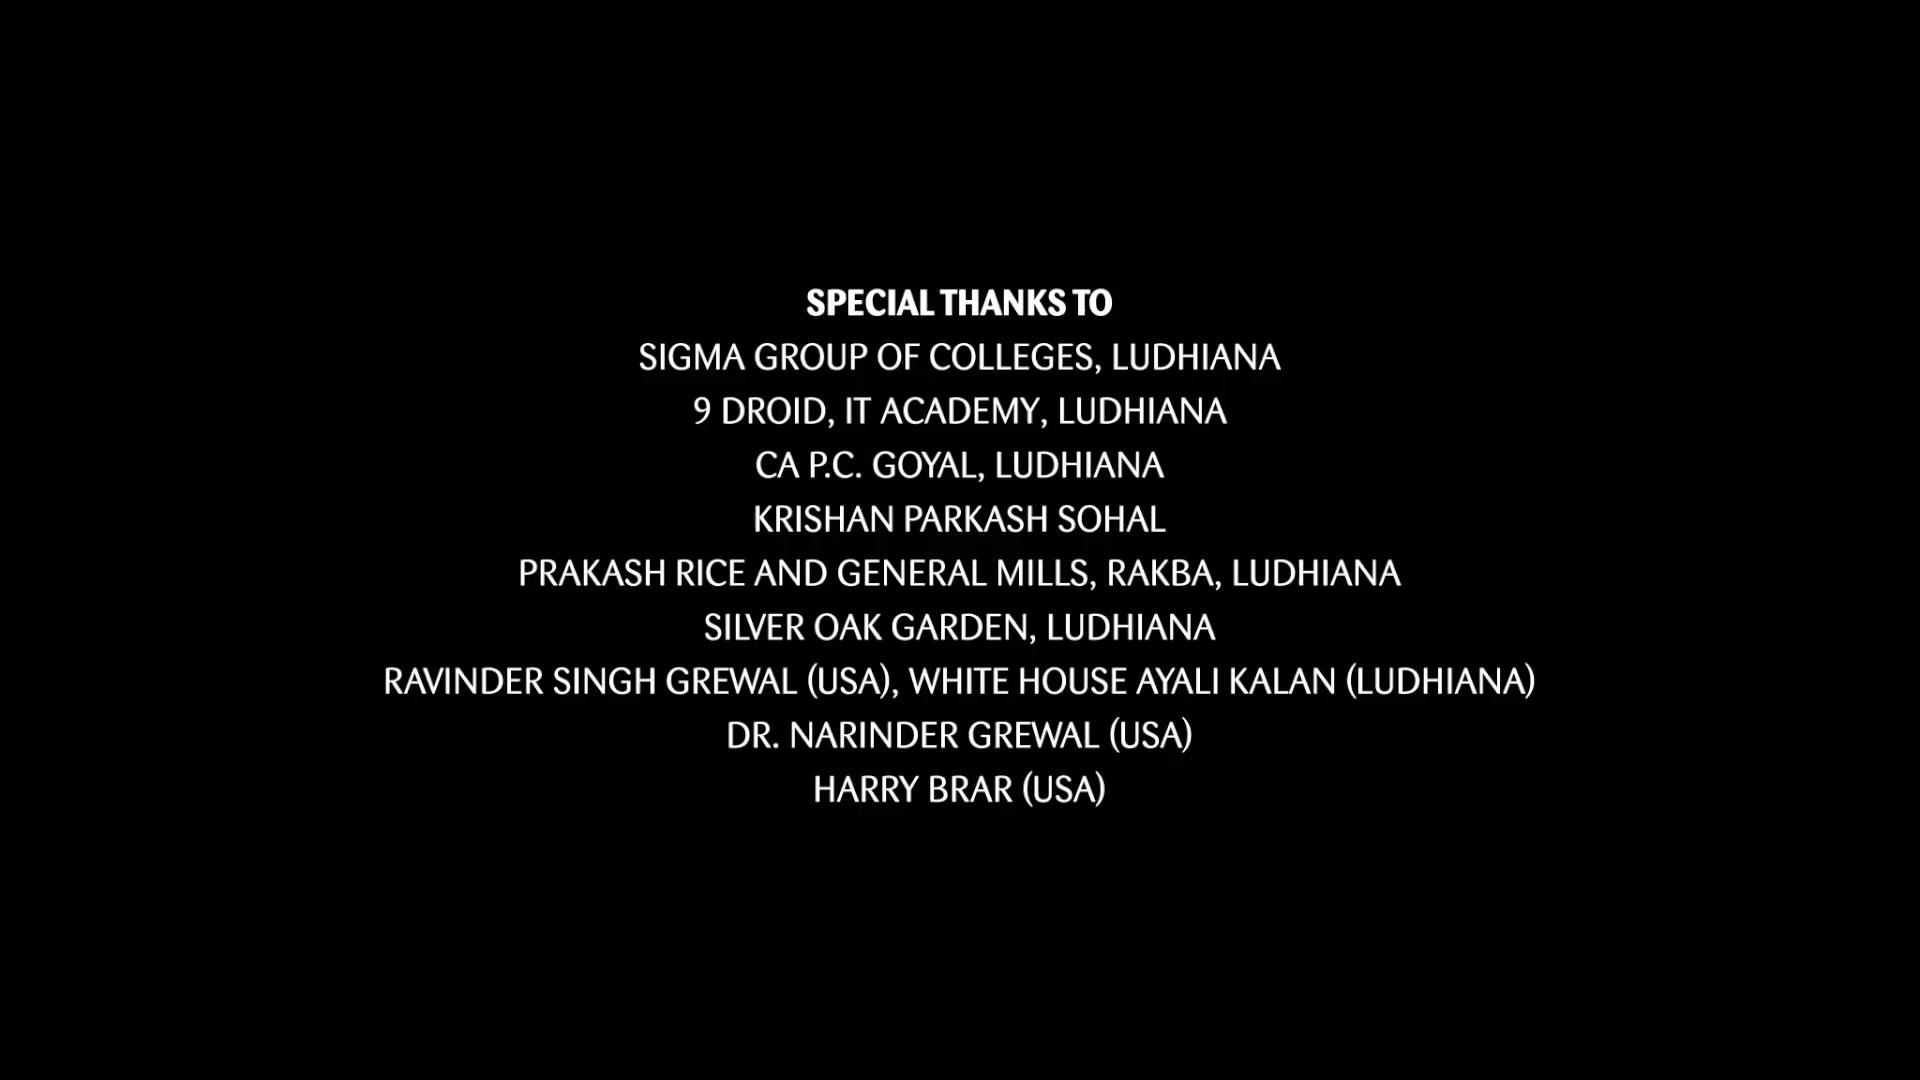 SPECIAL THANKS TO
SIGMA GROUP OF COLLEGES, LUDHIANA
9 DROID, IT ACADEMY, LUDHIANA
CA P.C. GOYAL, LUDHIANA
KRISHAN PARKASH SOHAL
PRAKASH RICE AND GENERAL MILLS, RAKBA, LUDHIANA
SILVER OAK GARDEN, LUDHIANA
RAVINDER SINGH GREWAL (USA), WHITE HOUSE AYALI KALAN (LUDHIANA)
DR. NARINDER GREWAL (USA)
HARRY BRAR (USA)